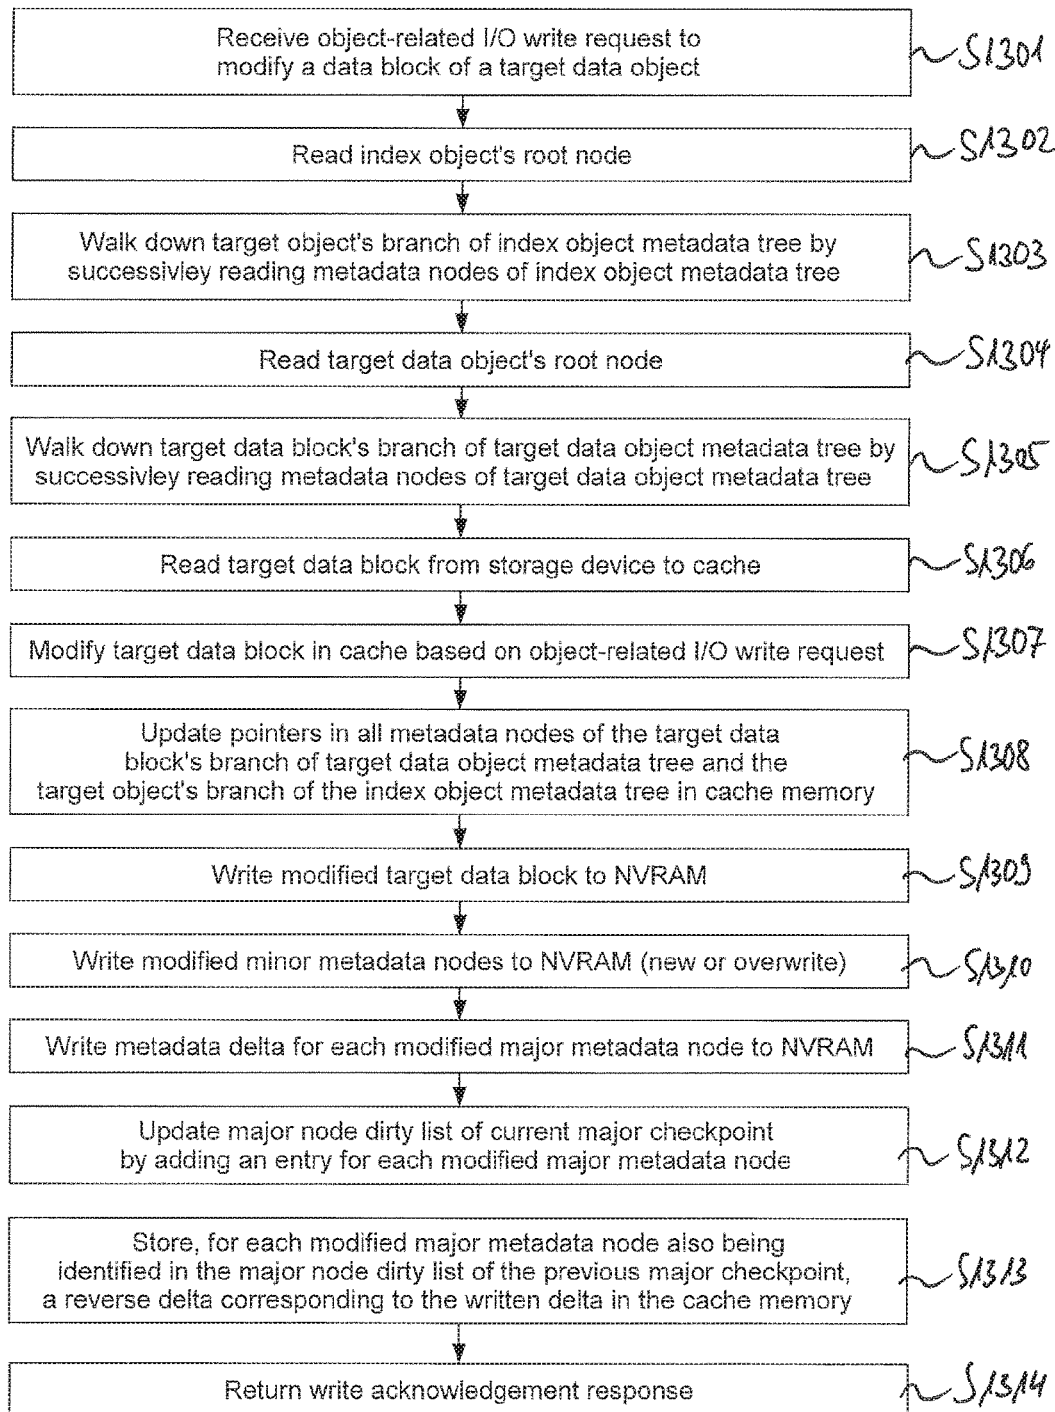 Receive object-related I/O write request to
modify a data block of a target data object
S1301
Read index object's root node
S1302
Walk down target object's branch of index object metadata tree by
successivley reading metadata nodes of index object metadata tree
S1303
Read target data object's root node
S1304
Walk down target data block's branch of target data object metadata tree by
successivley reading metadata nodes of target data object metadata tree
S1305
Read target data block from storage device to cache
S1306
Modify target data block in cache based on object-related I/O write request
S1307
Update pointers in all metadata nodes of the target data
block's branch of target data object metadata tree and the
target object's branch of the index object metadata tree in cache memory
S1308
Write modified target data block to NVRAM
S1309
Write modified minor metadata nodes to NVRAM (new or overwrite)
S1310
Write metadata delta for each modified major metadata node to NVRAM
S1311
Update major node dirty list of current major checkpoint
by adding an entry for each modified major metadata node
S1312
Store, for each modified major metadata node also being
identified in the major node dirty list of the previous major checkpoint,
a reverse delta corresponding to the written delta in the cache memory
S1313
Return write acknowledgement response
S1314